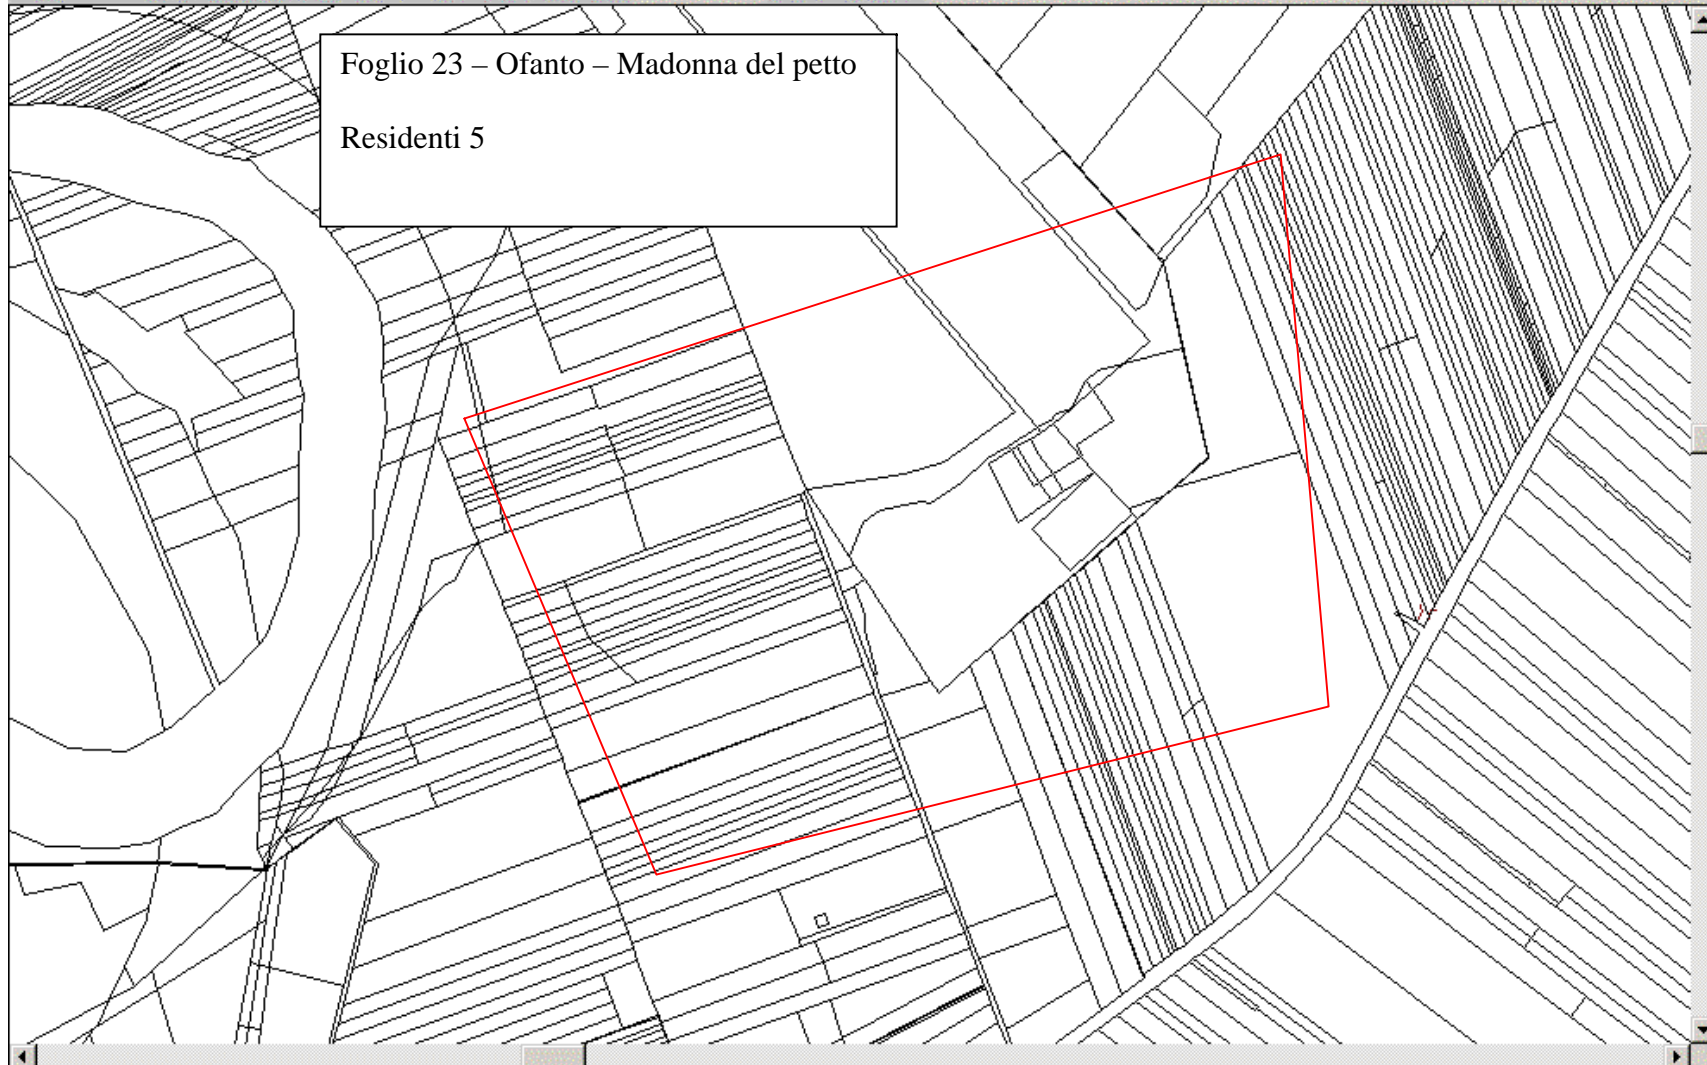 Foglio 23 – Ofanto – Madonna del petto
Residenti 5